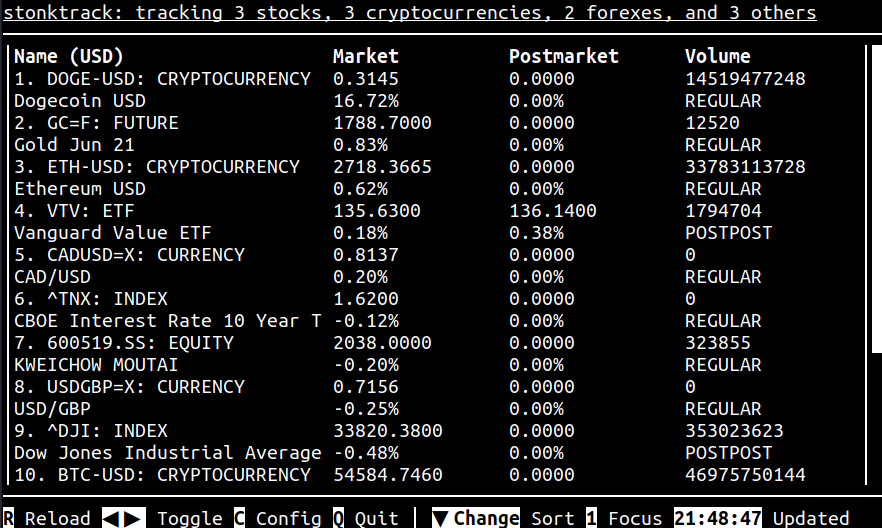 stonktrack: tracking 3 stocks, 3 cryptocurrencies, 2 forexes, and 3 others
Name (USD) Market Postmarket Volume
1. DOGE-USD: CRYPTOCURRENCY 0.3145 0.0000 14519477248
Dogecoin USD 16.72% 0.00% REGULAR
2. GC=F: FUTURE 1788.7000 0.0000 12520
Gold Jun 21 0.83% 0.00% REGULAR
3. ETH-USD: CRYPTOCURRENCY 2718.3665 0.0000 33783113728
Ethereum USD 0.62% 0.00% REGULAR
4. VTV: ETF 135.6300 136.1400 1794704
Vanguard Value ETF 0.18% 0.38% POSTPOST
5. CADUSD=X: CURRENCY 0.8137 0.0000 0
CAD/USD 0.20% 0.00% REGULAR
6. ^TNX: INDEX 1.6200 0.0000 0
CBOE Interest Rate 10 Year T -0.12% 0.00% REGULAR
7. 600519.SS: EQUITY 2038.0000 0.0000 323855
KWEICHOW MOUTAI -0.20% 0.00% REGULAR
8. USDGBP=X: CURRENCY 0.7156 0.0000 0
USD/GBP -0.25% 0.00% REGULAR
9. ^DJI: INDEX 33820.3800 0.0000 353023623
Dow Jones Industrial Average -0.48% 0.00% POSTPOST
10. BTC-USD: CRYPTOCURRENCY 54584.7460 0.0000 46975750144
R Reload ◀▶ Toggle C Config Q Quit | ▼Change Sort 1 Focus 21:48:47 Updated